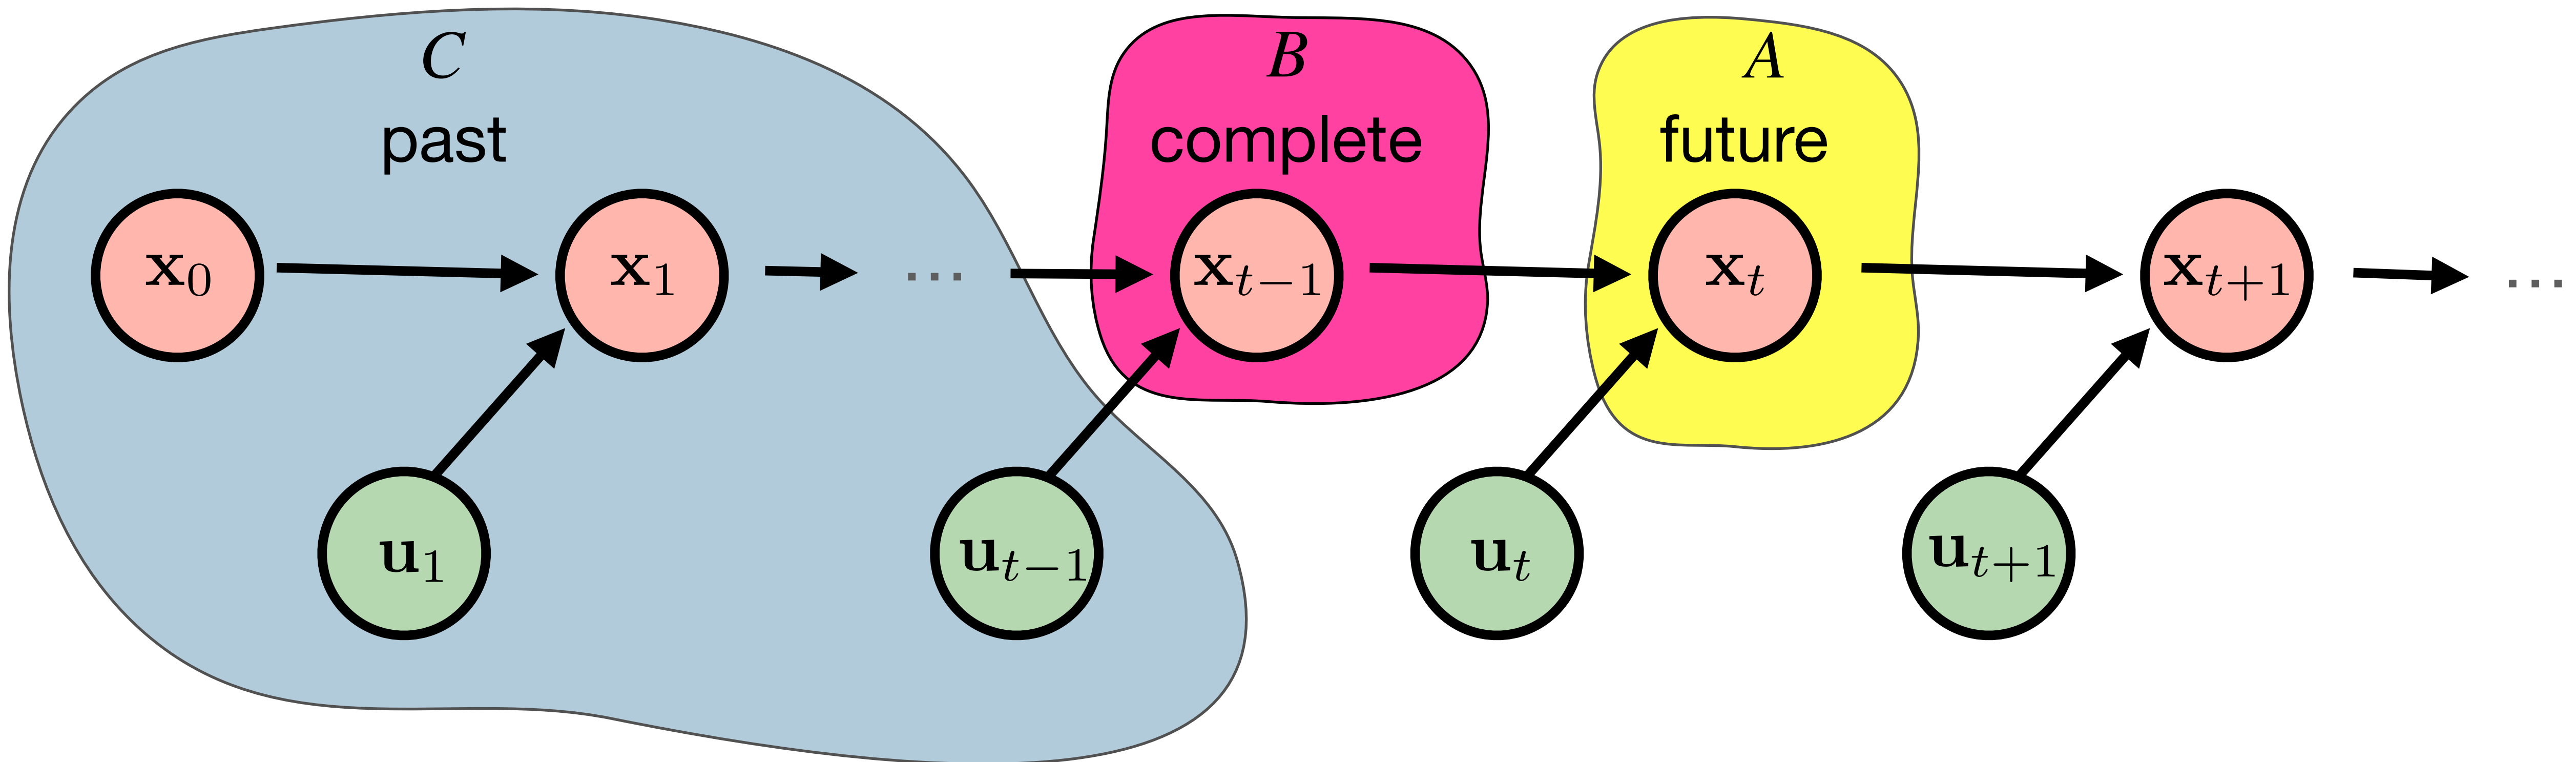 C B A
past complete future
x₀ x₁ ... xₜ₋₁ xₜ xₜ₊₁ ...
u₁ uₜ₋₁ uₜ uₜ₊₁